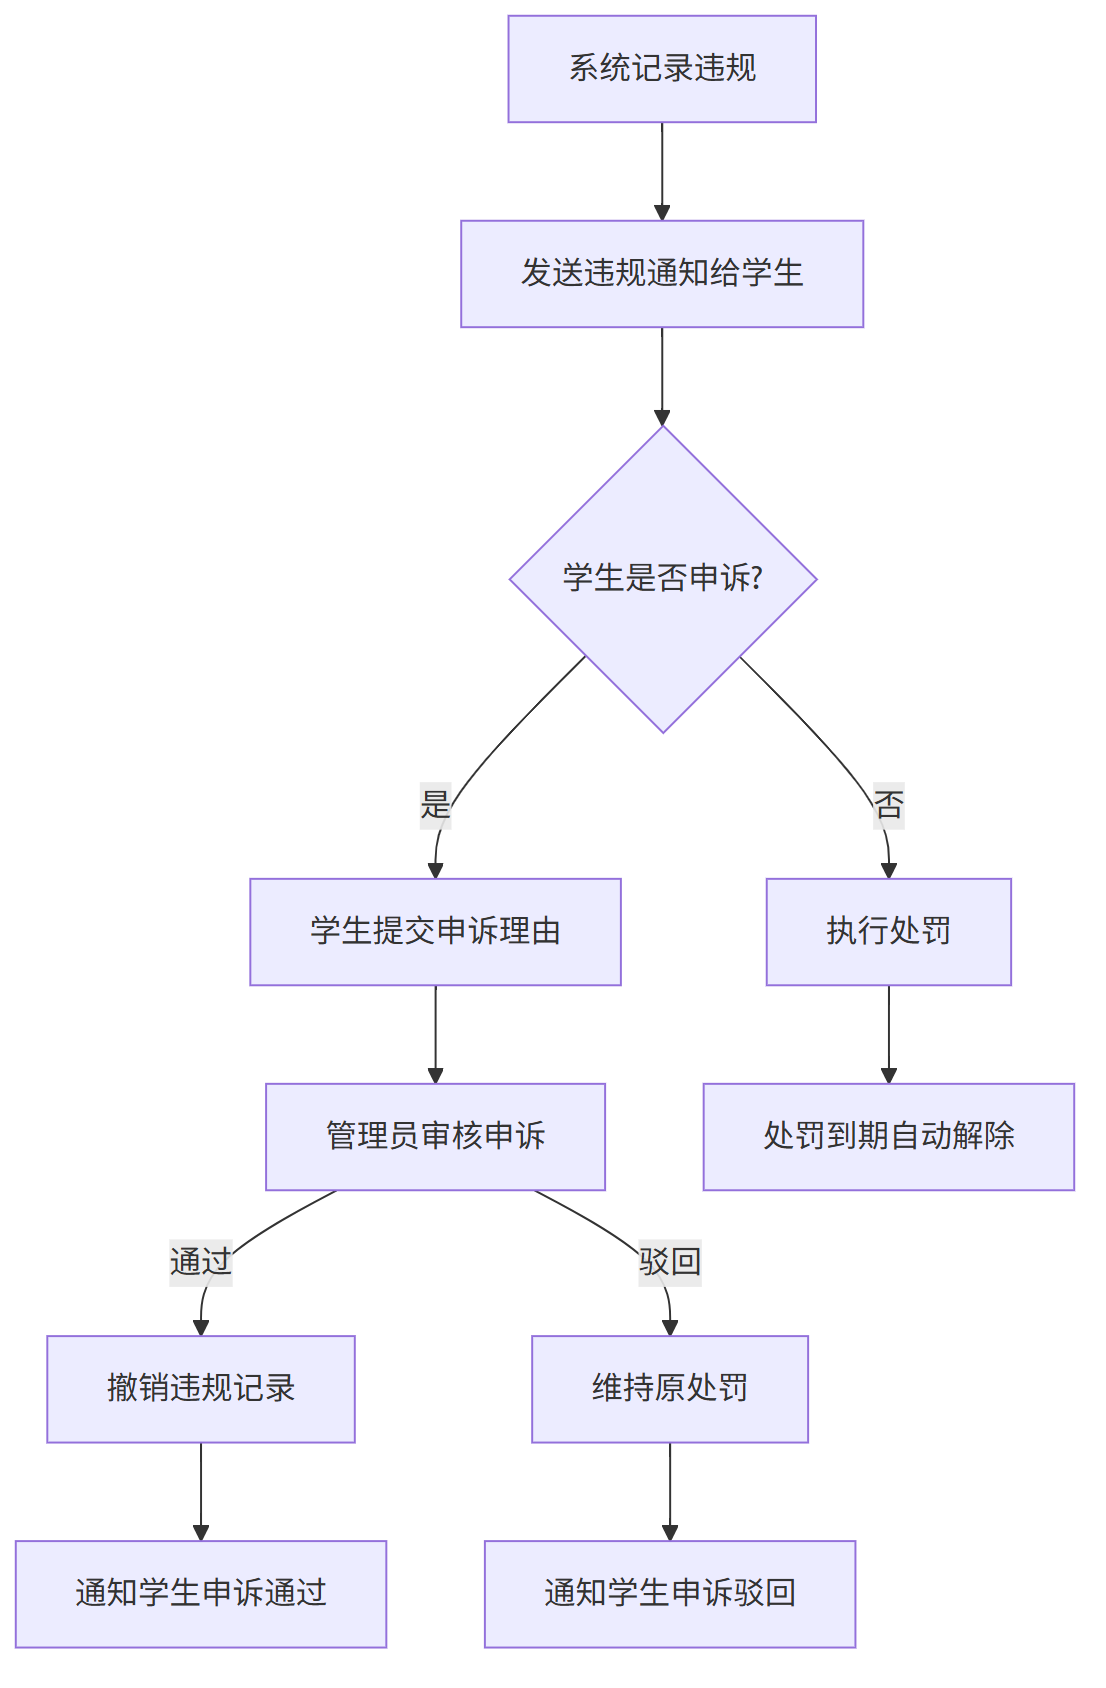 系统记录违规
发送违规通知给学生
学生是否申诉?
是
否
学生提交申诉理由
执行处罚
管理员审核申诉
处罚到期自动解除
通过
驳回
撤销违规记录
维持原处罚
通知学生申诉通过
通知学生申诉驳回